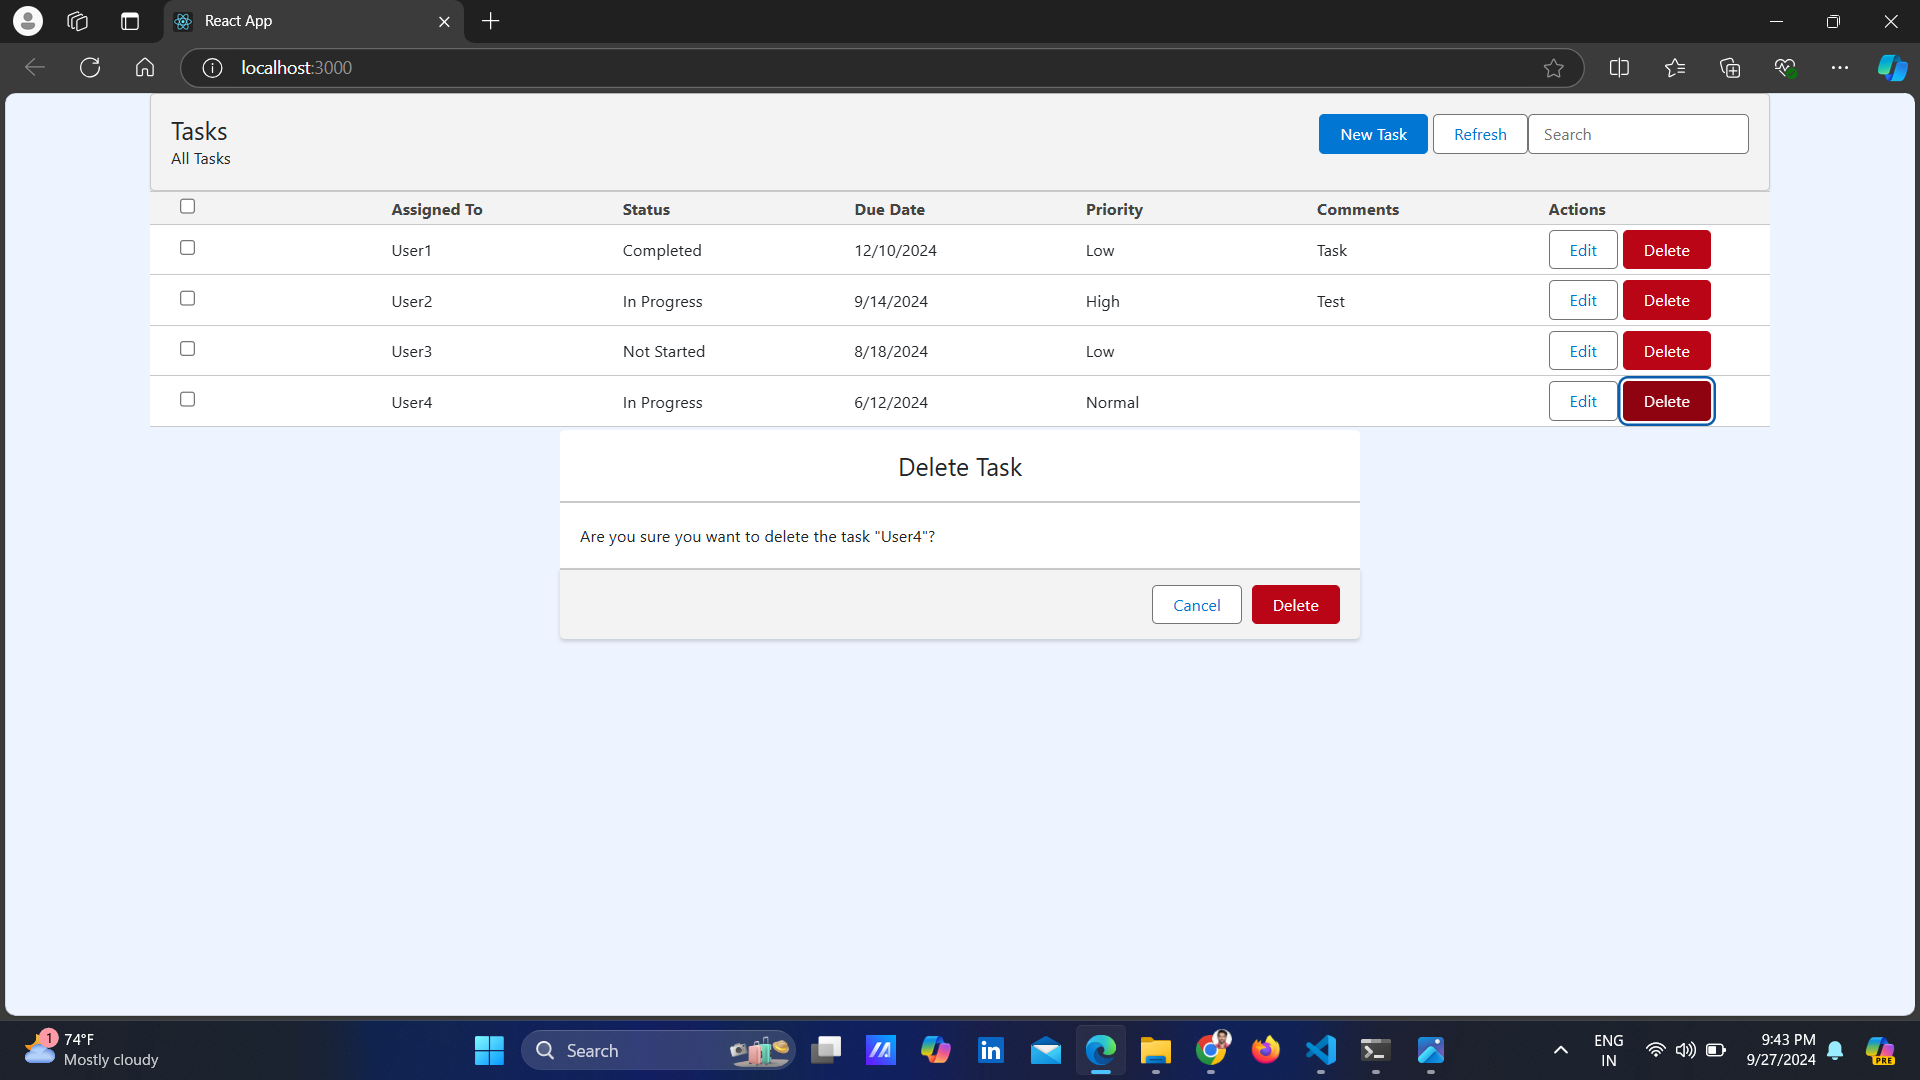 React App
localhost:3000
Tasks
All Tasks
New Task Refresh Search
Assigned To Status Due Date Priority Comments Actions
User1 Completed 12/10/2024 Low Task Edit Delete
User2 In Progress 9/14/2024 High Test Edit Delete
User3 Not Started 8/18/2024 Low Edit Delete
User4 In Progress 6/12/2024 Normal Edit Delete
Delete Task
Are you sure you want to delete the task "User4"?
Cancel Delete
1
74°F
Mostly cloudy
Search
in
ENG
IN
9:43 PM
9/27/2024
PRE